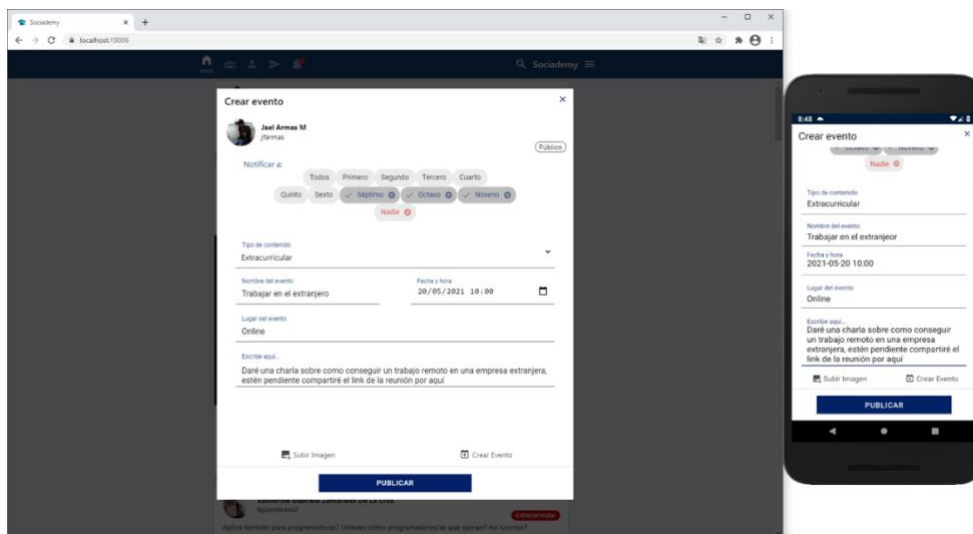 Sociademy
localhost:19006
Inicio
Sociademy
Crear evento
Jael Armas M
jfarmas
Público
Notificar a:
Todos Primero Segundo Tercero Cuarto
Quinto Sexto Séptimo Octavo Noveno
Nadie
Tipo de contenido
Extracurricular
Nombre del evento Fecha y hora
Trabajar en el extranjero 20/05/2021 10:00
Lugar del evento
Online
Escribe aquí...
Daré una charla sobre como conseguir un trabajo remoto en una empresa extranjera,
estén pendiente compartiré el link de la reunión por aquí
Subir Imagen Crear Evento
PUBLICAR
Extracurricular
Aplica también para programadoras? Ustedes cómo programadores/as que opinan? Así lucimos?
8:48
Crear evento
Octavo Noveno
Nadie
Tipo de contenido
Extracurricular
Nombre del evento
Trabajar en el extranjeor
Fecha y hora
2021-05-20 10:00
Lugar del evento
Online
Escribe aquí...
Daré una charla sobre como conseguir
un trabajo remoto en una empresa
extranjera, estén pendiente compartiré el
link de la reunión por aquí
Subir Imagen Crear Evento
PUBLICAR